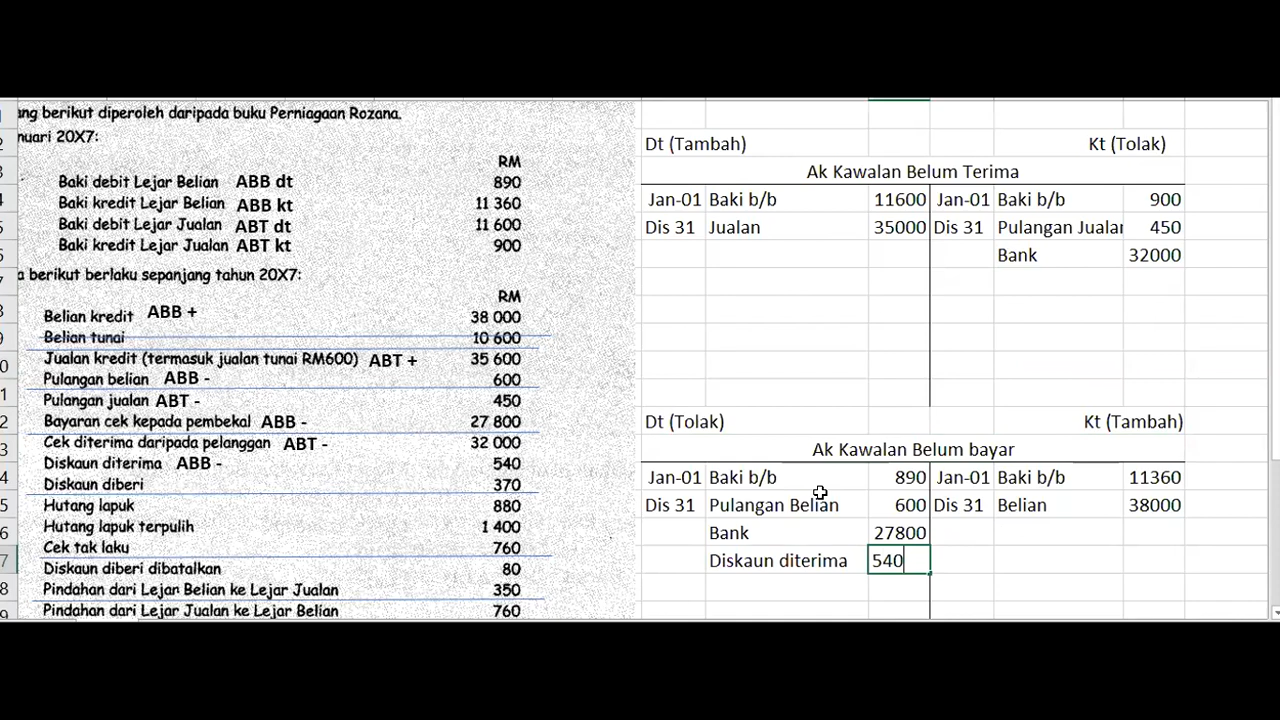 ng berikut diperoleh daripada buku Perniagaan Rozana.
nuari 20X7:
RM
Baki debit Lejar Belian ABB dt 890
Baki kredit Lejar Belian ABB kt 11 360
Baki debit Lejar Jualan ABT dt 11 600
Baki kredit Lejar Jualan ABT kt 900
a berikut berlaku sepanjang tahun 20X7:
RM
Belian kredit ABB + 38 000
Belian tunai 10 600
Jualan kredit (termasuk jualan tunai RM600) ABT + 35 600
Pulangan belian ABB - 600
Pulangan jualan ABT - 450
Bayaran cek kepada pembekal ABB - 27 800
Cek diterima daripada pelanggan ABT - 32 000
Diskaun diterima ABB - 540
Diskaun diberi 370
Hutang lapuk 880
Hutang lapuk terpulih 1 400
Cek tak laku 760
Diskaun diberi dibatalkan 80
Pindahan dari Lejar Belian ke Lejar Jualan 350
Pindahan dari Lejar Jualan ke Lejar Belian 760
Dt (Tambah) Kt (Tolak)
Ak Kawalan Belum Terima
Jan-01 Baki b/b 11600 Jan-01 Baki b/b 900
Dis 31 Jualan 35000 Dis 31 Pulangan Jualan 450
Bank 32000
Dt (Tolak) Kt (Tambah)
Ak Kawalan Belum bayar
Jan-01 Baki b/b 890 Jan-01 Baki b/b 11360
Dis 31 Pulangan Belian 600 Dis 31 Belian 38000
Bank 27800
Diskaun diterima 540